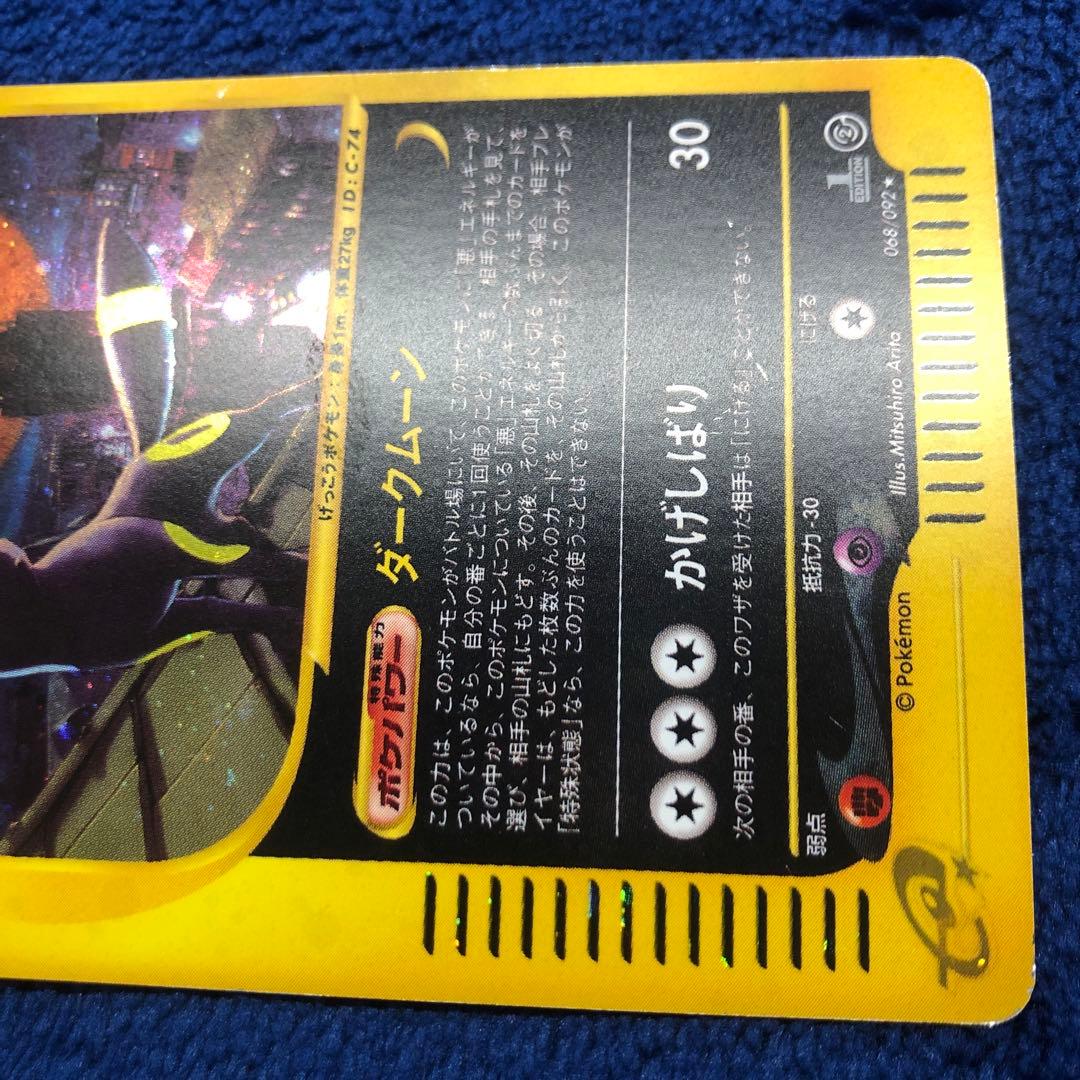 げっこうポケモン:高さ1m、体重27kg ID:C-74
特殊能力
ポケパワー ダークムーン
この力は、このポケモンがバトル場にいて、このポケモンに「悪」エネルギーが
ついているなら、自分の番ごとに1回使うことができる。相手の手札を見て、
その中から、このポケモンについている「悪」エネルギーの数ぶんまでのカードを
選び、相手の山札にもどす。その後、その山札をよく切る。その場合、相手プレ
イヤーは、もどした枚数ぶんのカードを、その山札から引く。このポケモンが
「特殊状態」なら、この力を使うことはできない。
かげしばり 30
次の相手の番、このワザを受けた相手は「にげる」ことができない。
弱点 抵抗力 -30 にげる
Illus.Mitsuhiro Arita 068/092★
1 EDITION
©Pokémon